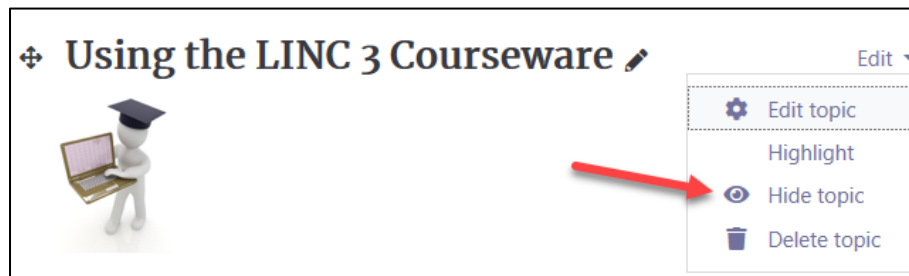 Using the LINC 3 Courseware
Edit
Edit topic
Highlight
Hide topic
Delete topic